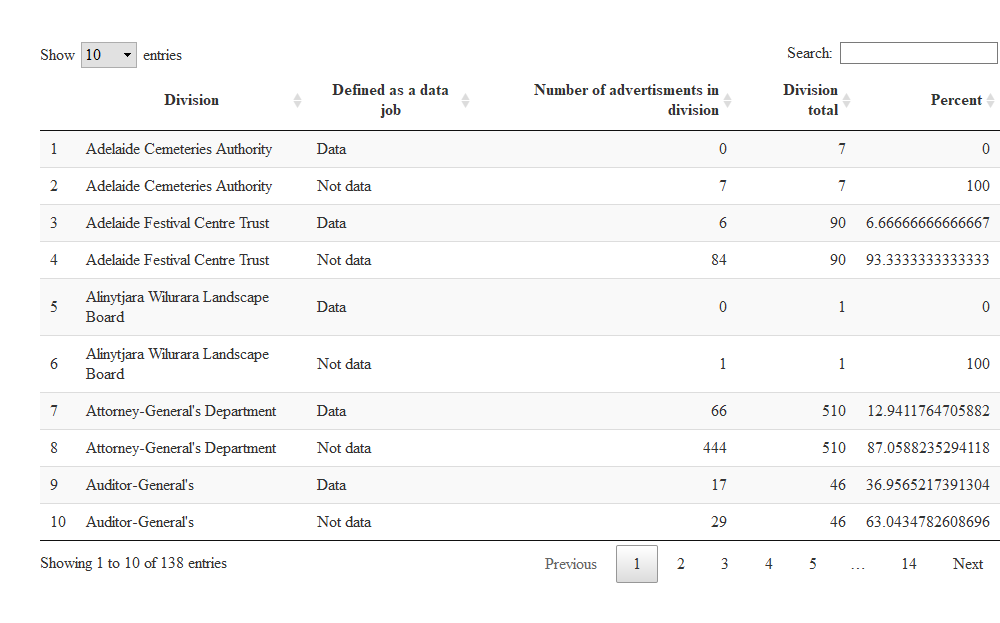 Show 10 entries Search:
Division Defined as a data job Number of advertisments in division Division total Percent
1 Adelaide Cemeteries Authority Data 0 7 0
2 Adelaide Cemeteries Authority Not data 7 7 100
3 Adelaide Festival Centre Trust Data 6 90 6.66666666666667
4 Adelaide Festival Centre Trust Not data 84 90 93.3333333333333
5 Alinytjara Wilurara Landscape Board Data 0 1 0
6 Alinytjara Wilurara Landscape Board Not data 1 1 100
7 Attorney-General's Department Data 66 510 12.9411764705882
8 Attorney-General's Department Not data 444 510 87.0588235294118
9 Auditor-General's Data 17 46 36.9565217391304
10 Auditor-General's Not data 29 46 63.0434782608696
Showing 1 to 10 of 138 entries Previous 1 2 3 4 5 … 14 Next